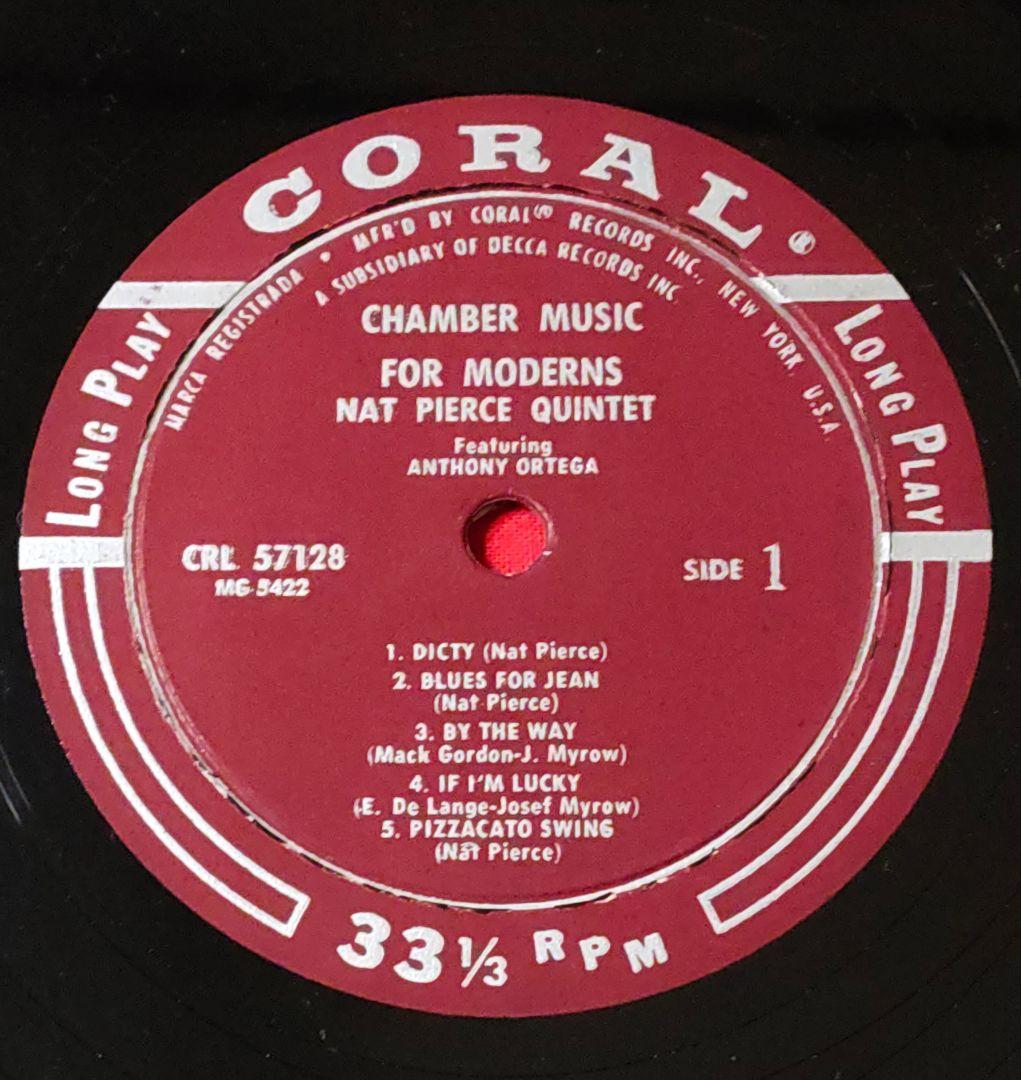 CORAL®
MARCA REGISTRADA • MFR'D BY CORAL® RECORDS INC., NEW YORK U.S.A.
A SUBSIDIARY OF DECCA RECORDS INC
LONG PLAY
LONG PLAY
CHAMBER MUSIC
FOR MODERNS
NAT PIERCE QUINTET
Featuring
ANTHONY ORTEGA
CRL 57128
MG 5422
SIDE 1
1. DICTY (Nat Pierce)
2. BLUES FOR JEAN
(Nat Pierce)
3. BY THE WAY
(Mack Gordon-J. Myrow)
4. IF I'M LUCKY
(E. De Lange-Josef Myrow)
5. PIZZACATO SWING
(Nat Pierce)
33 1/3 RPM